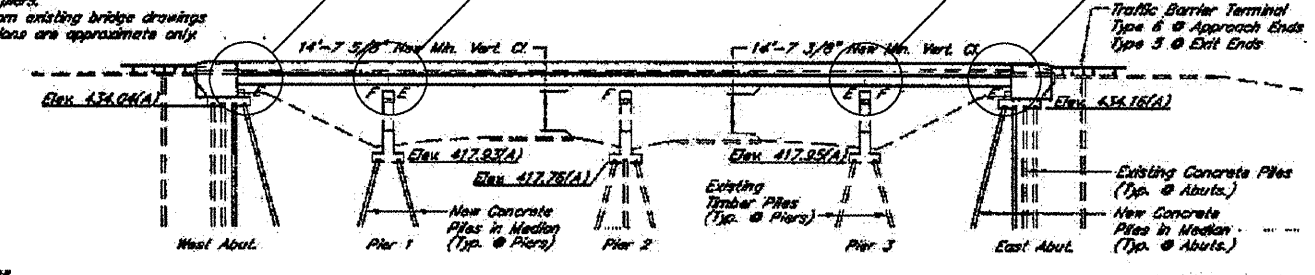 piers.
om existing bridge drawings
ions are approximate only.
Traffic Barrier Terminal
Type 6 @ Approach Ends
Type 5 @ Exit Ends
14'-7 5/8" New Min. Vert. Cl.
14'-7 3/8" New Min. Vert. Cl.
E E
F
E E
E
E
Elev. 434.04(A)
Elev. 434.16(A)
Elev. 417.93(A)
Elev. 417.76(A)
Elev. 417.95(A)
Existing
Timber Piles
(Typ. @ Piers)
Existing Concrete Piles
(Typ. @ Abuts.)
New Concrete
Piles in Median
(Typ. @ Piers)
New Concrete
Piles in Median
(Typ. @ Abuts.)
West Abut.
Pier 1
Pier 2
Pier 3
East Abut.